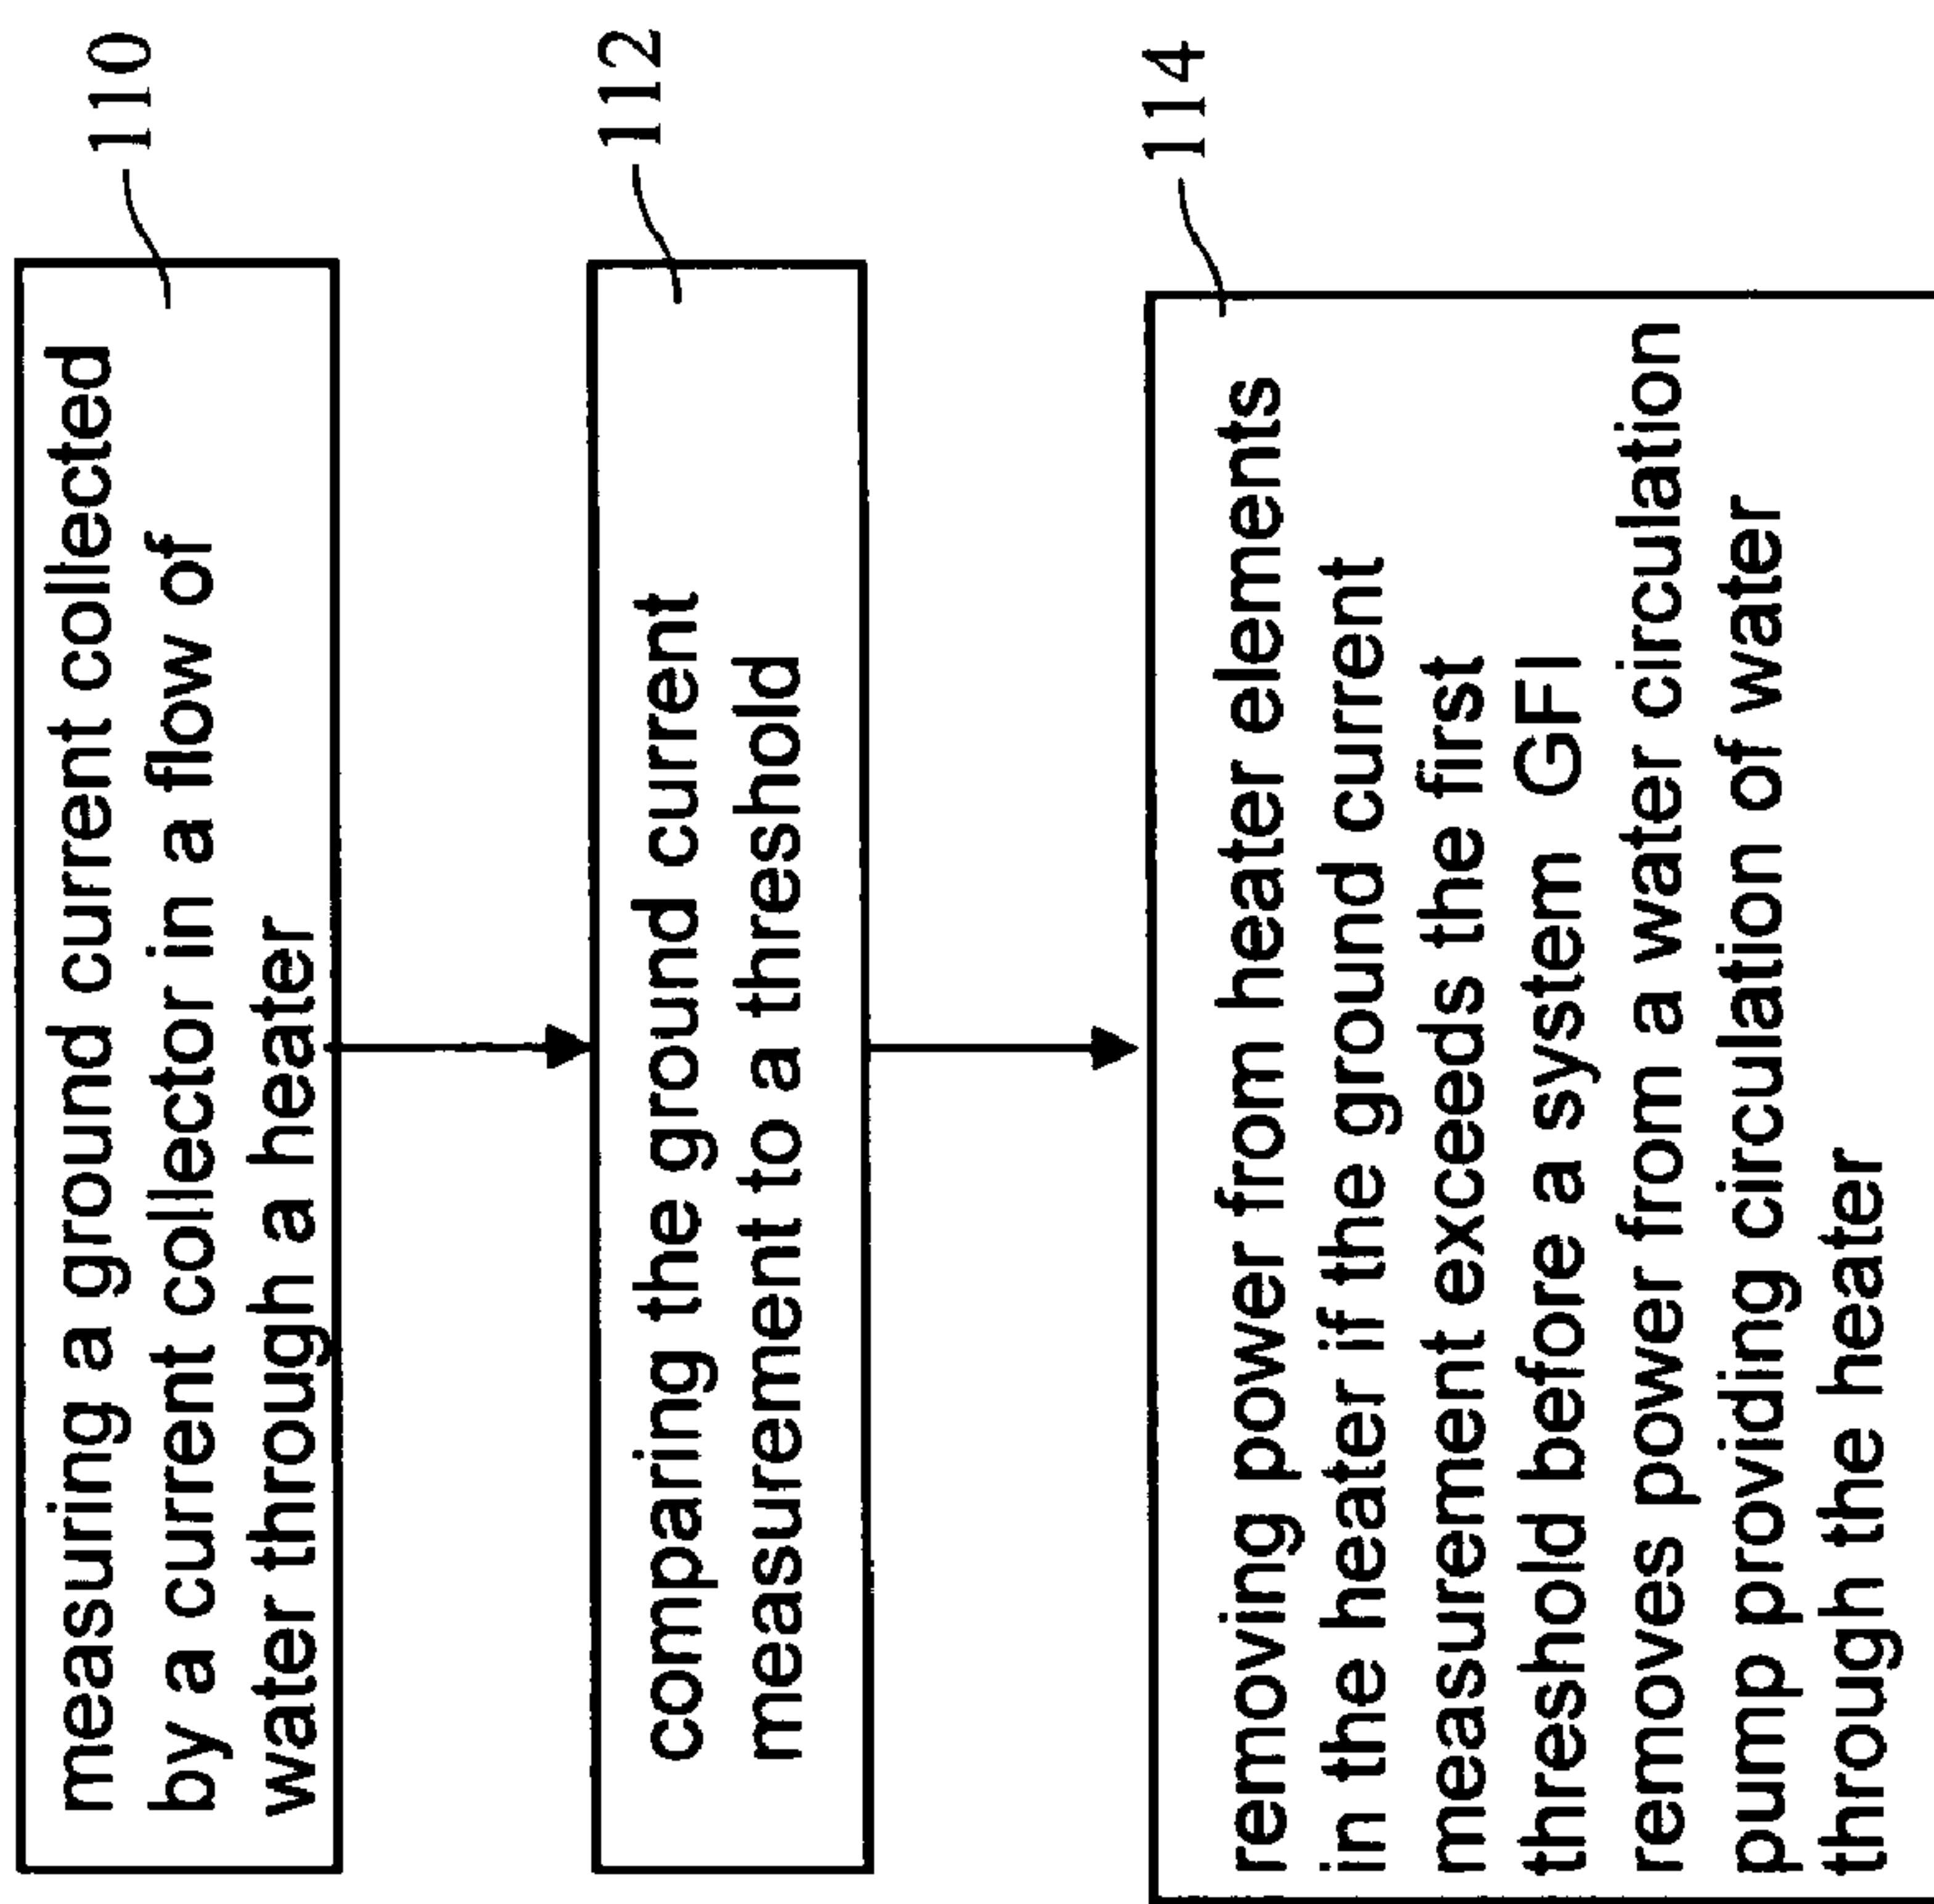 measuring a ground current collected
by a current collector in a flow of
water through a heater
110
comparing the ground current
measurement to a threshold
112
removing power from heater elements
in the heater if the ground current
measurement exceeds the first
threshold before a system GFI
removes power from a water circulation
pump providing circulation of water
through the heater
114